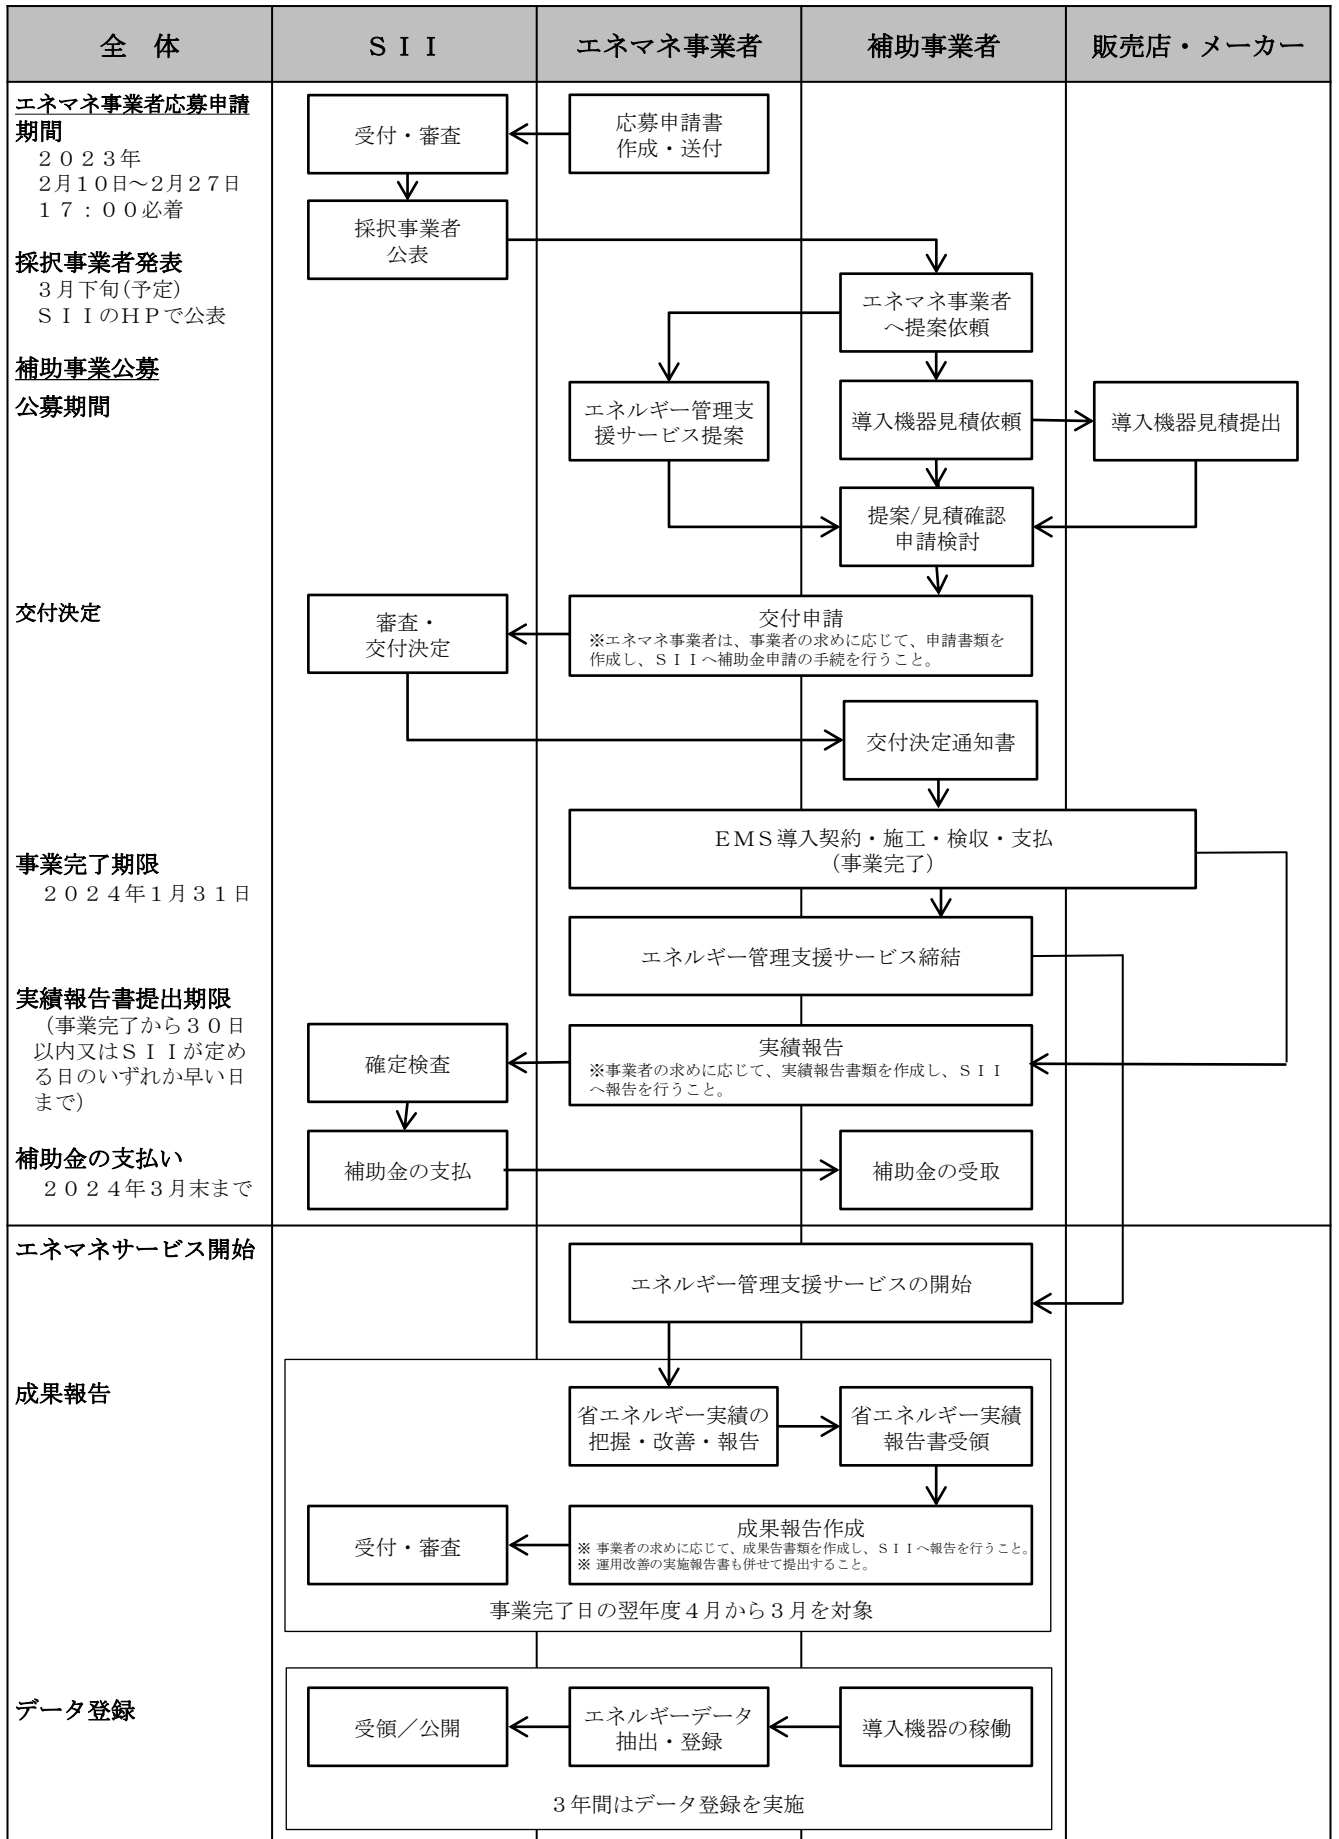 全　体
ＳＩＩ
エネマネ事業者
補助事業者
販売店・メーカー
エネマネ事業者応募申請
期間
２０２３年
2月１０日～2月２７日
１７：００必着
受付・審査
応募申請書
作成・送付
採択事業者
公表
採択事業者発表
３月下旬(予定)
ＳＩＩのＨＰで公表
エネマネ事業者
へ提案依頼
補助事業公募
公募期間
エネルギー管理支
援サービス提案
導入機器見積依頼
導入機器見積提出
提案/見積確認
申請検討
交付決定
審査・
交付決定
交付申請
※エネマネ事業者は、事業者の求めに応じて、申請書類を
作成し、ＳＩＩへ補助金申請の手続を行うこと。
交付決定通知書
ＥＭＳ導入契約・施工・検収・支払
（事業完了）
事業完了期限
２０２４年１月３１日
エネルギー管理支援サービス締結
実績報告書提出期限
（事業完了から３０日
以内又はＳＩＩが定め
る日のいずれか早い日
まで）
確定検査
実績報告
※事業者の求めに応じて、実績報告書類を作成し、ＳＩＩ
へ報告を行うこと。
補助金の支払い
２０２４年３月末まで
補助金の支払
補助金の受取
エネマネサービス開始
エネルギー管理支援サービスの開始
成果報告
省エネルギー実績の
把握・改善・報告
省エネルギー実績
報告書受領
受付・審査
成果報告作成
※ 事業者の求めに応じて、成果告書類を作成し、ＳＩＩへ報告を行うこと。
※ 運用改善の実施報告書も併せて提出すること。
事業完了日の翌年度４月から３月を対象
データ登録
受領／公開
エネルギーデータ
抽出・登録
導入機器の稼働
３年間はデータ登録を実施